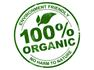 ENVIRONMENT FRIENDLY
100%
ORGANIC
NO HARM TO NATURE